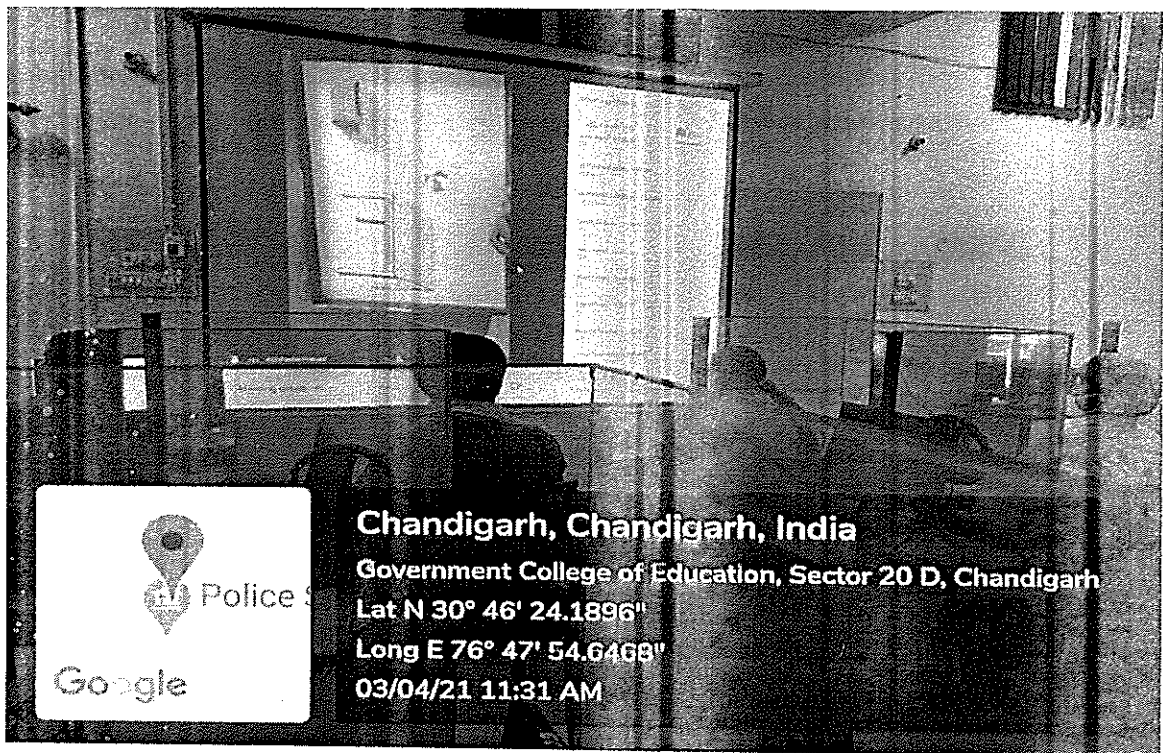 Chandigarh, Chandigarh, India
Government College of Education, Sector 20 D, Chandigarh
Lat N 30° 46' 24.1896"
Long E 76° 47' 54.6468"
03/04/21 11:31 AM
Police S
Google